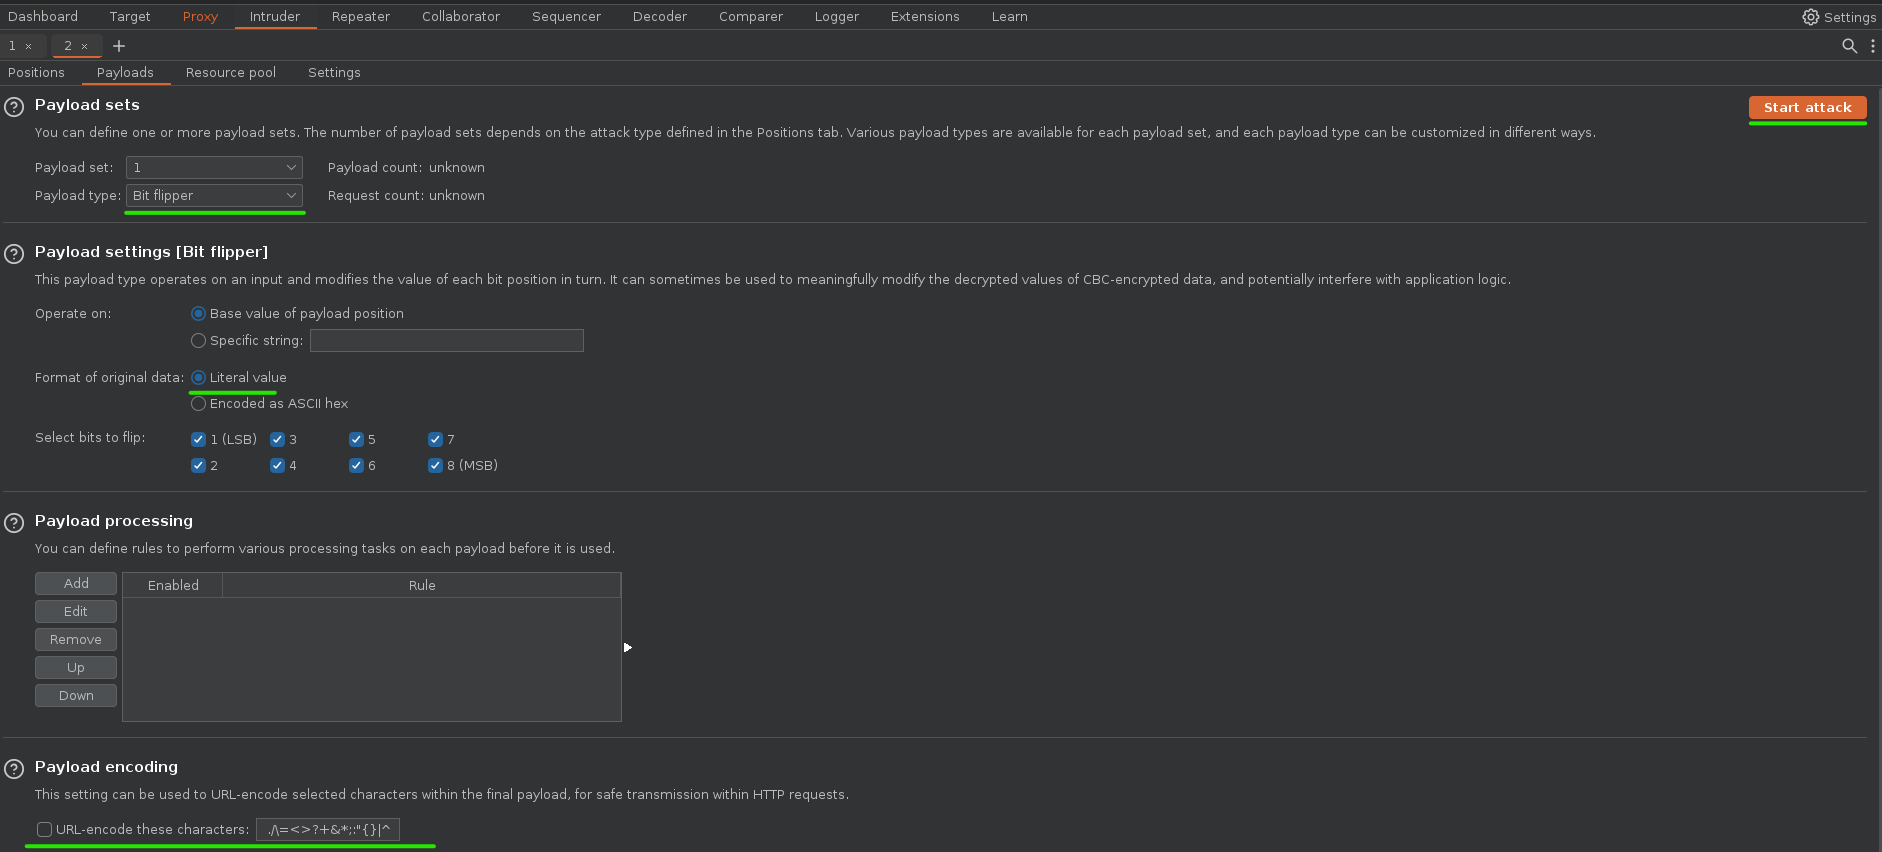 Dashboard Target Proxy Intruder Repeater Collaborator Sequencer Decoder Comparer Logger Extensions Learn Settings
1 × 2 × +
Positions Payloads Resource pool Settings
? Payload sets Start attack
You can define one or more payload sets. The number of payload sets depends on the attack type defined in the Positions tab. Various payload types are available for each payload set, and each payload type can be customized in different ways.
Payload set: 1 Payload count: unknown
Payload type: Bit flipper Request count: unknown
? Payload settings [Bit flipper]
This payload type operates on an input and modifies the value of each bit position in turn. It can sometimes be used to meaningfully modify the decrypted values of CBC-encrypted data, and potentially interfere with application logic.
Operate on: Base value of payload position
Specific string:
Format of original data: Literal value
Encoded as ASCII hex
Select bits to flip: 1 (LSB) 3 5 7
2 4 6 8 (MSB)
? Payload processing
You can define rules to perform various processing tasks on each payload before it is used.
Add Enabled Rule
Edit
Remove
Up
Down
? Payload encoding
This setting can be used to URL-encode selected characters within the final payload, for safe transmission within HTTP requests.
URL-encode these characters: ./\=<>?+&*;:"{}|^